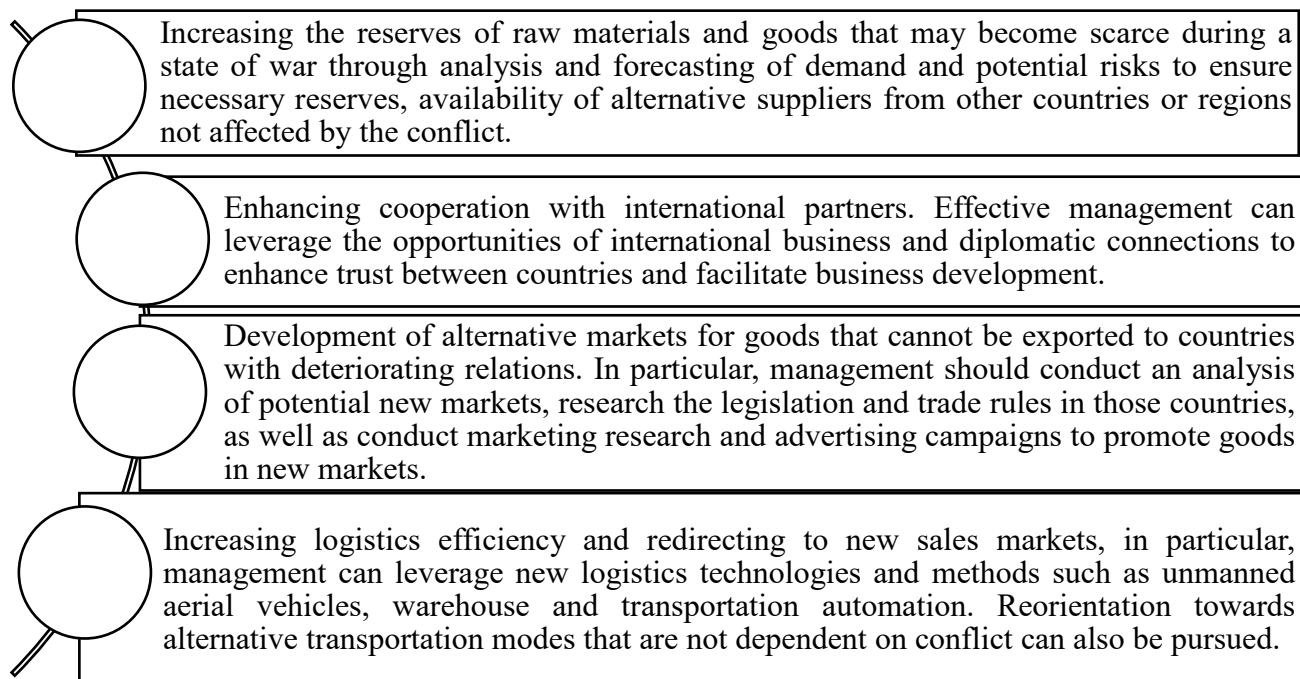 Increasing the reserves of raw materials and goods that may become scarce during a
state of war through analysis and forecasting of demand and potential risks to ensure
necessary reserves, availability of alternative suppliers from other countries or regions
not affected by the conflict.
Enhancing cooperation with international partners. Effective management can
leverage the opportunities of international business and diplomatic connections to
enhance trust between countries and facilitate business development.
Development of alternative markets for goods that cannot be exported to countries
with deteriorating relations. In particular, management should conduct an analysis
of potential new markets, research the legislation and trade rules in those countries,
as well as conduct marketing research and advertising campaigns to promote goods
in new markets.
Increasing logistics efficiency and redirecting to new sales markets, in particular,
management can leverage new logistics technologies and methods such as unmanned
aerial vehicles, warehouse and transportation automation. Reorientation towards
alternative transportation modes that are not dependent on conflict can also be pursued.